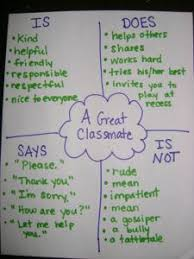 IS
• Kind
• helpful
• friendly
• responsible
• respectful
• nice to everyone
DOES
• helps others
• shares
• works hard
• tries his/her best
• invites you to
play at
recess
A Great
Classmate
SAYS
• "Please."
• "Thank you."
• "I'm sorry."
• "How are you?"
• "Let me help
you."
IS
NOT
• rude
• mean
• impatient
• mean
• a gossiper
• a bully
• a tattletale